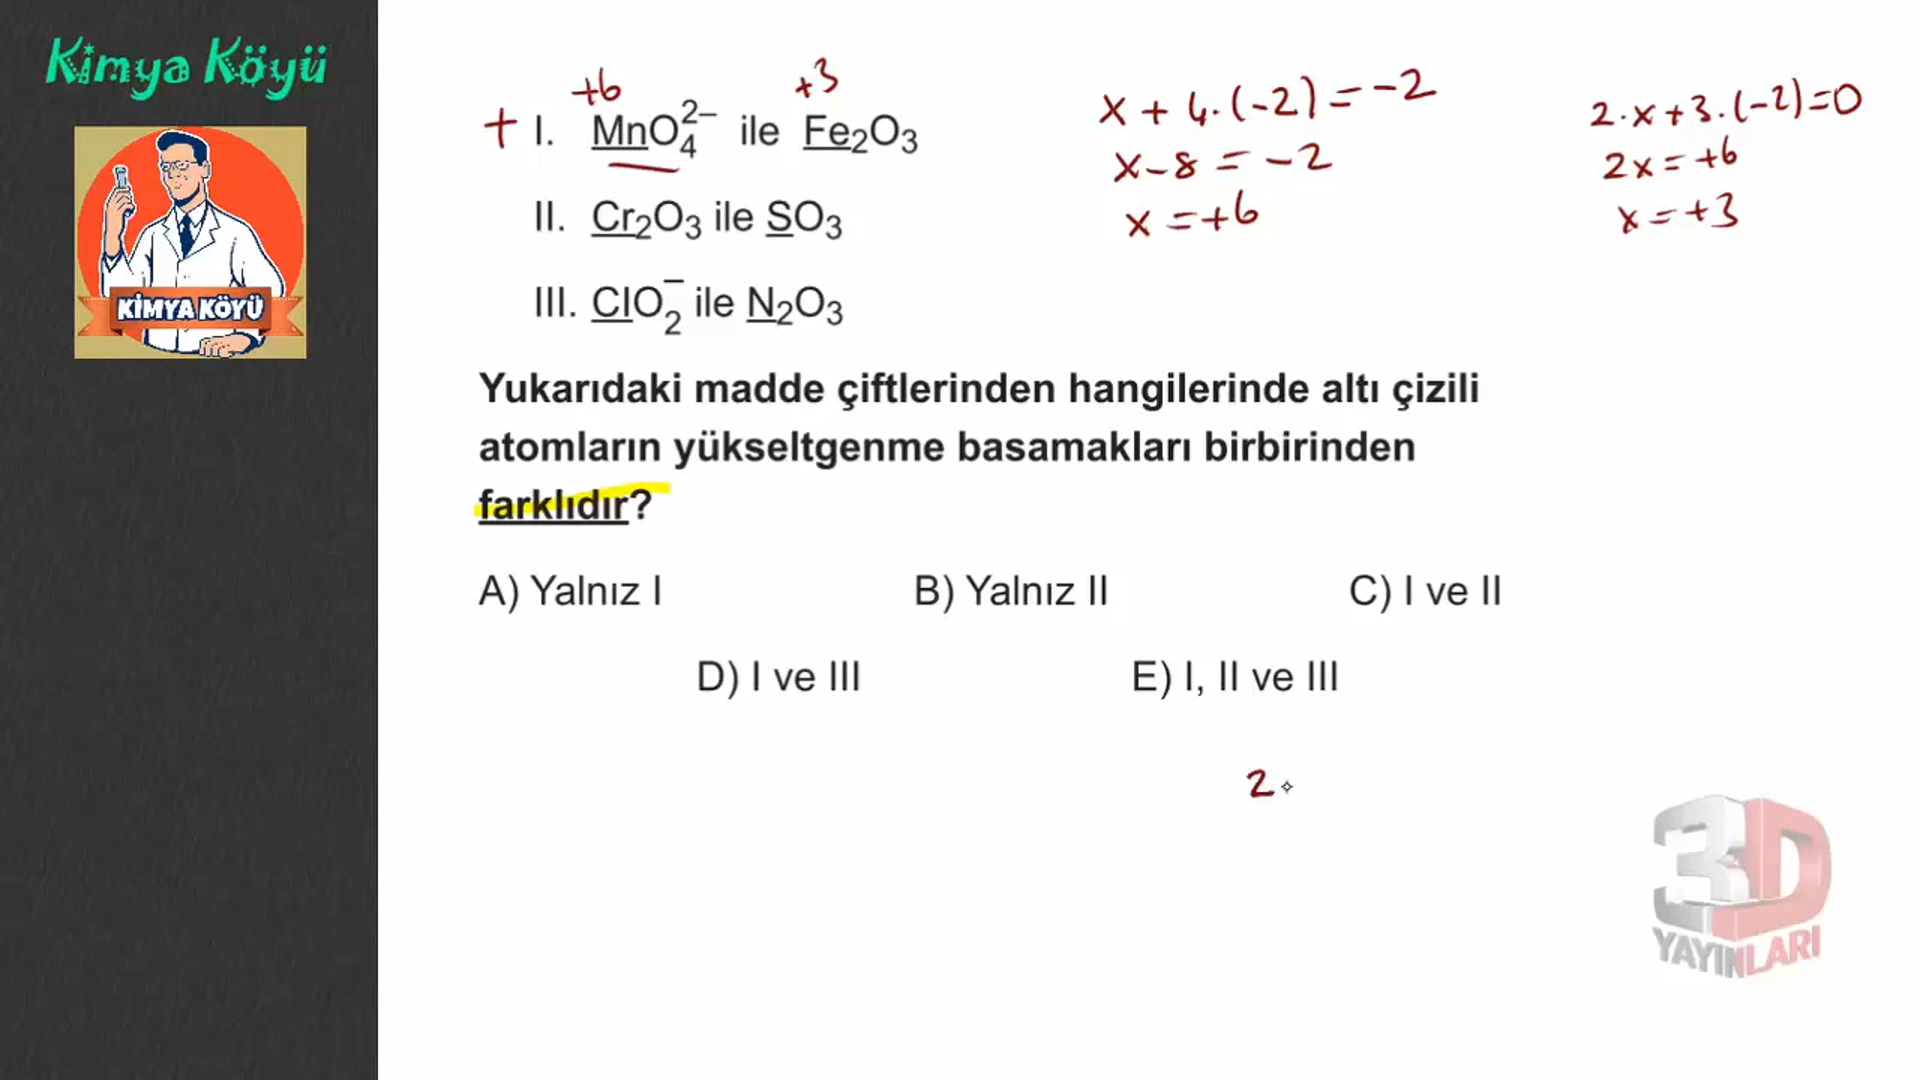 Kimya Köyü
KİMYA KÖYÜ
+6 +3
+ I. MnO₄²⁻ ile Fe₂O₃
II. Cr₂O₃ ile SO₃
III. ClO₂⁻ ile N₂O₃
x + 4.(-2) = -2
x - 8 = -2
x = +6
2.x + 3.(-2) = 0
2x = +6
x = +3
Yukarıdaki madde çiftlerinden hangilerinde altı çizili
atomların yükseltgenme basamakları birbirinden
farklıdır?
A) Yalnız I B) Yalnız II C) I ve II
D) I ve III E) I, II ve III
2
3D
YAYINLARI